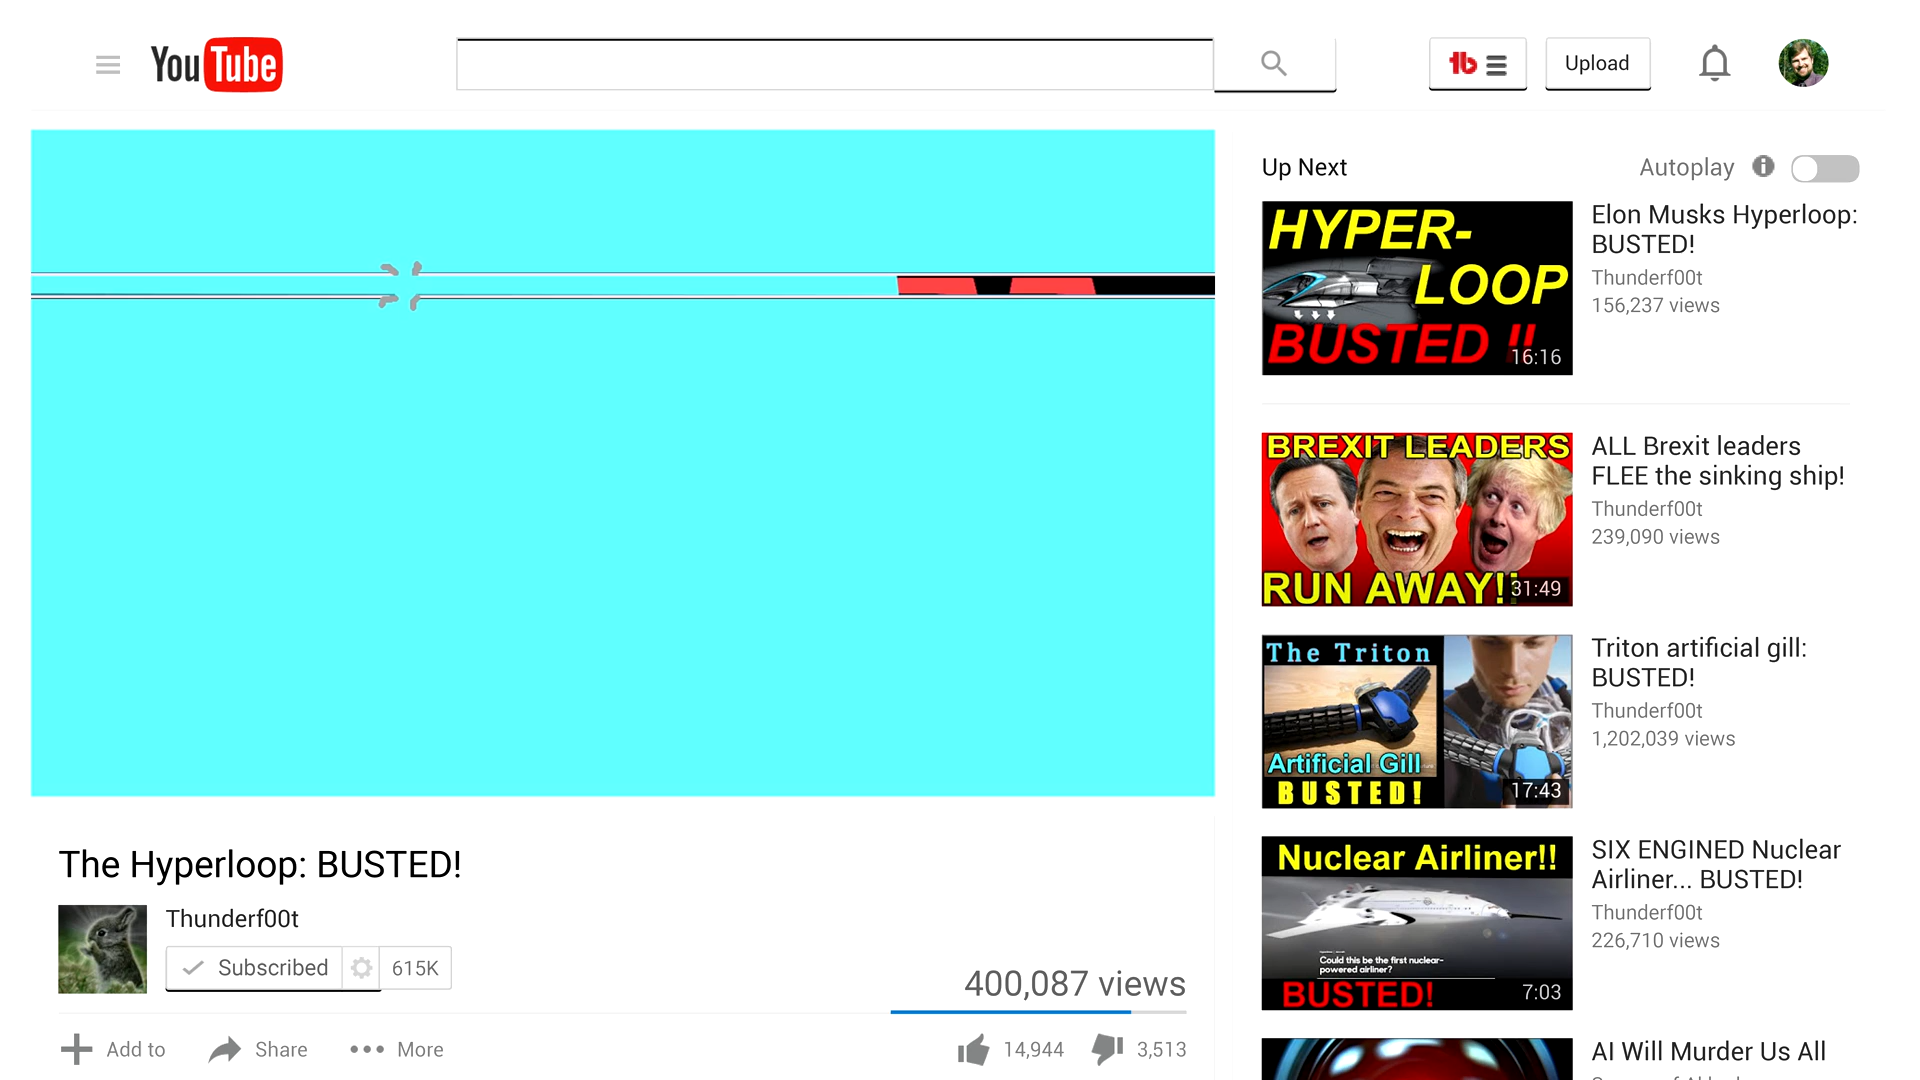 YouTube
Upload
Up Next
Autoplay
HYPER-
LOOP
BUSTED !!
16:16
Elon Musks Hyperloop:
BUSTED!
Thunderf00t
156,237 views
BREXIT LEADERS
RUN AWAY!!
31:49
ALL Brexit leaders
FLEE the sinking ship!
Thunderf00t
239,090 views
The Triton
Artificial Gill
BUSTED!
17:43
Triton artificial gill:
BUSTED!
Thunderf00t
1,202,039 views
Nuclear Airliner!!
Could this be the first nuclear-
powered airliner?
BUSTED!
7:03
SIX ENGINED Nuclear
Airliner... BUSTED!
Thunderf00t
226,710 views
AI Will Murder Us All
The Hyperloop: BUSTED!
Thunderf00t
Subscribed
615K
400,087 views
Add to
Share
More
14,944
3,513